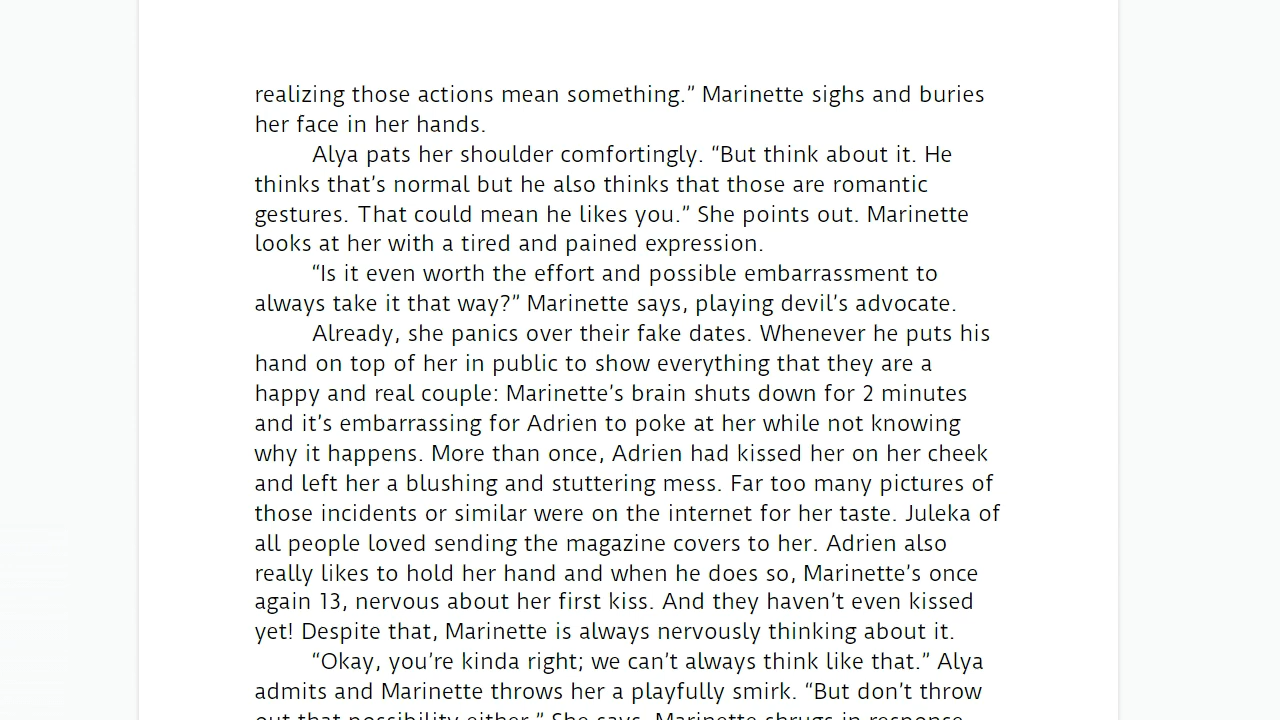 realizing those actions mean something.” Marinette sighs and buries
her face in her hands.
Alya pats her shoulder comfortingly. “But think about it. He
thinks that’s normal but he also thinks that those are romantic
gestures. That could mean he likes you.” She points out. Marinette
looks at her with a tired and pained expression.
“Is it even worth the effort and possible embarrassment to
always take it that way?” Marinette says, playing devil’s advocate.
Already, she panics over their fake dates. Whenever he puts his
hand on top of her in public to show everything that they are a
happy and real couple: Marinette’s brain shuts down for 2 minutes
and it’s embarrassing for Adrien to poke at her while not knowing
why it happens. More than once, Adrien had kissed her on her cheek
and left her a blushing and stuttering mess. Far too many pictures of
those incidents or similar were on the internet for her taste. Juleka of
all people loved sending the magazine covers to her. Adrien also
really likes to hold her hand and when he does so, Marinette’s once
again 13, nervous about her first kiss. And they haven’t even kissed
yet! Despite that, Marinette is always nervously thinking about it.
“Okay, you’re kinda right; we can’t always think like that.” Alya
admits and Marinette throws her a playfully smirk. “But don’t throw
out that possibility either.” She says. Marinette shrugs in response.